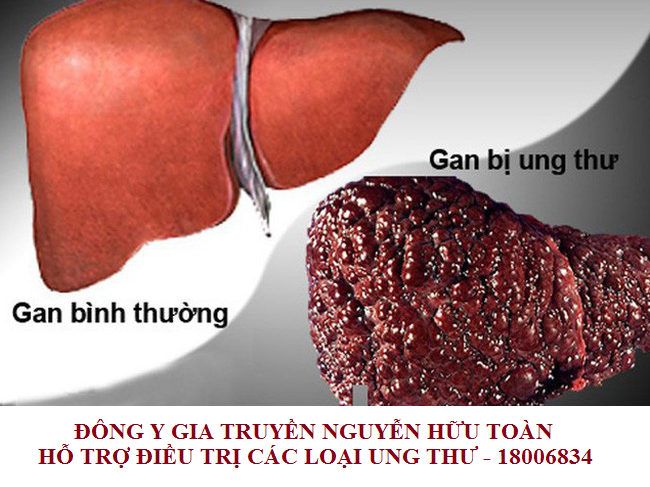 Gan bị ung thư
Gan bình thường
ĐÔNG Y GIA TRUYỀN NGUYỄN HỮU TOÀN
HỖ TRỢ ĐIỀU TRỊ CÁC LOẠI UNG THƯ - 18006834